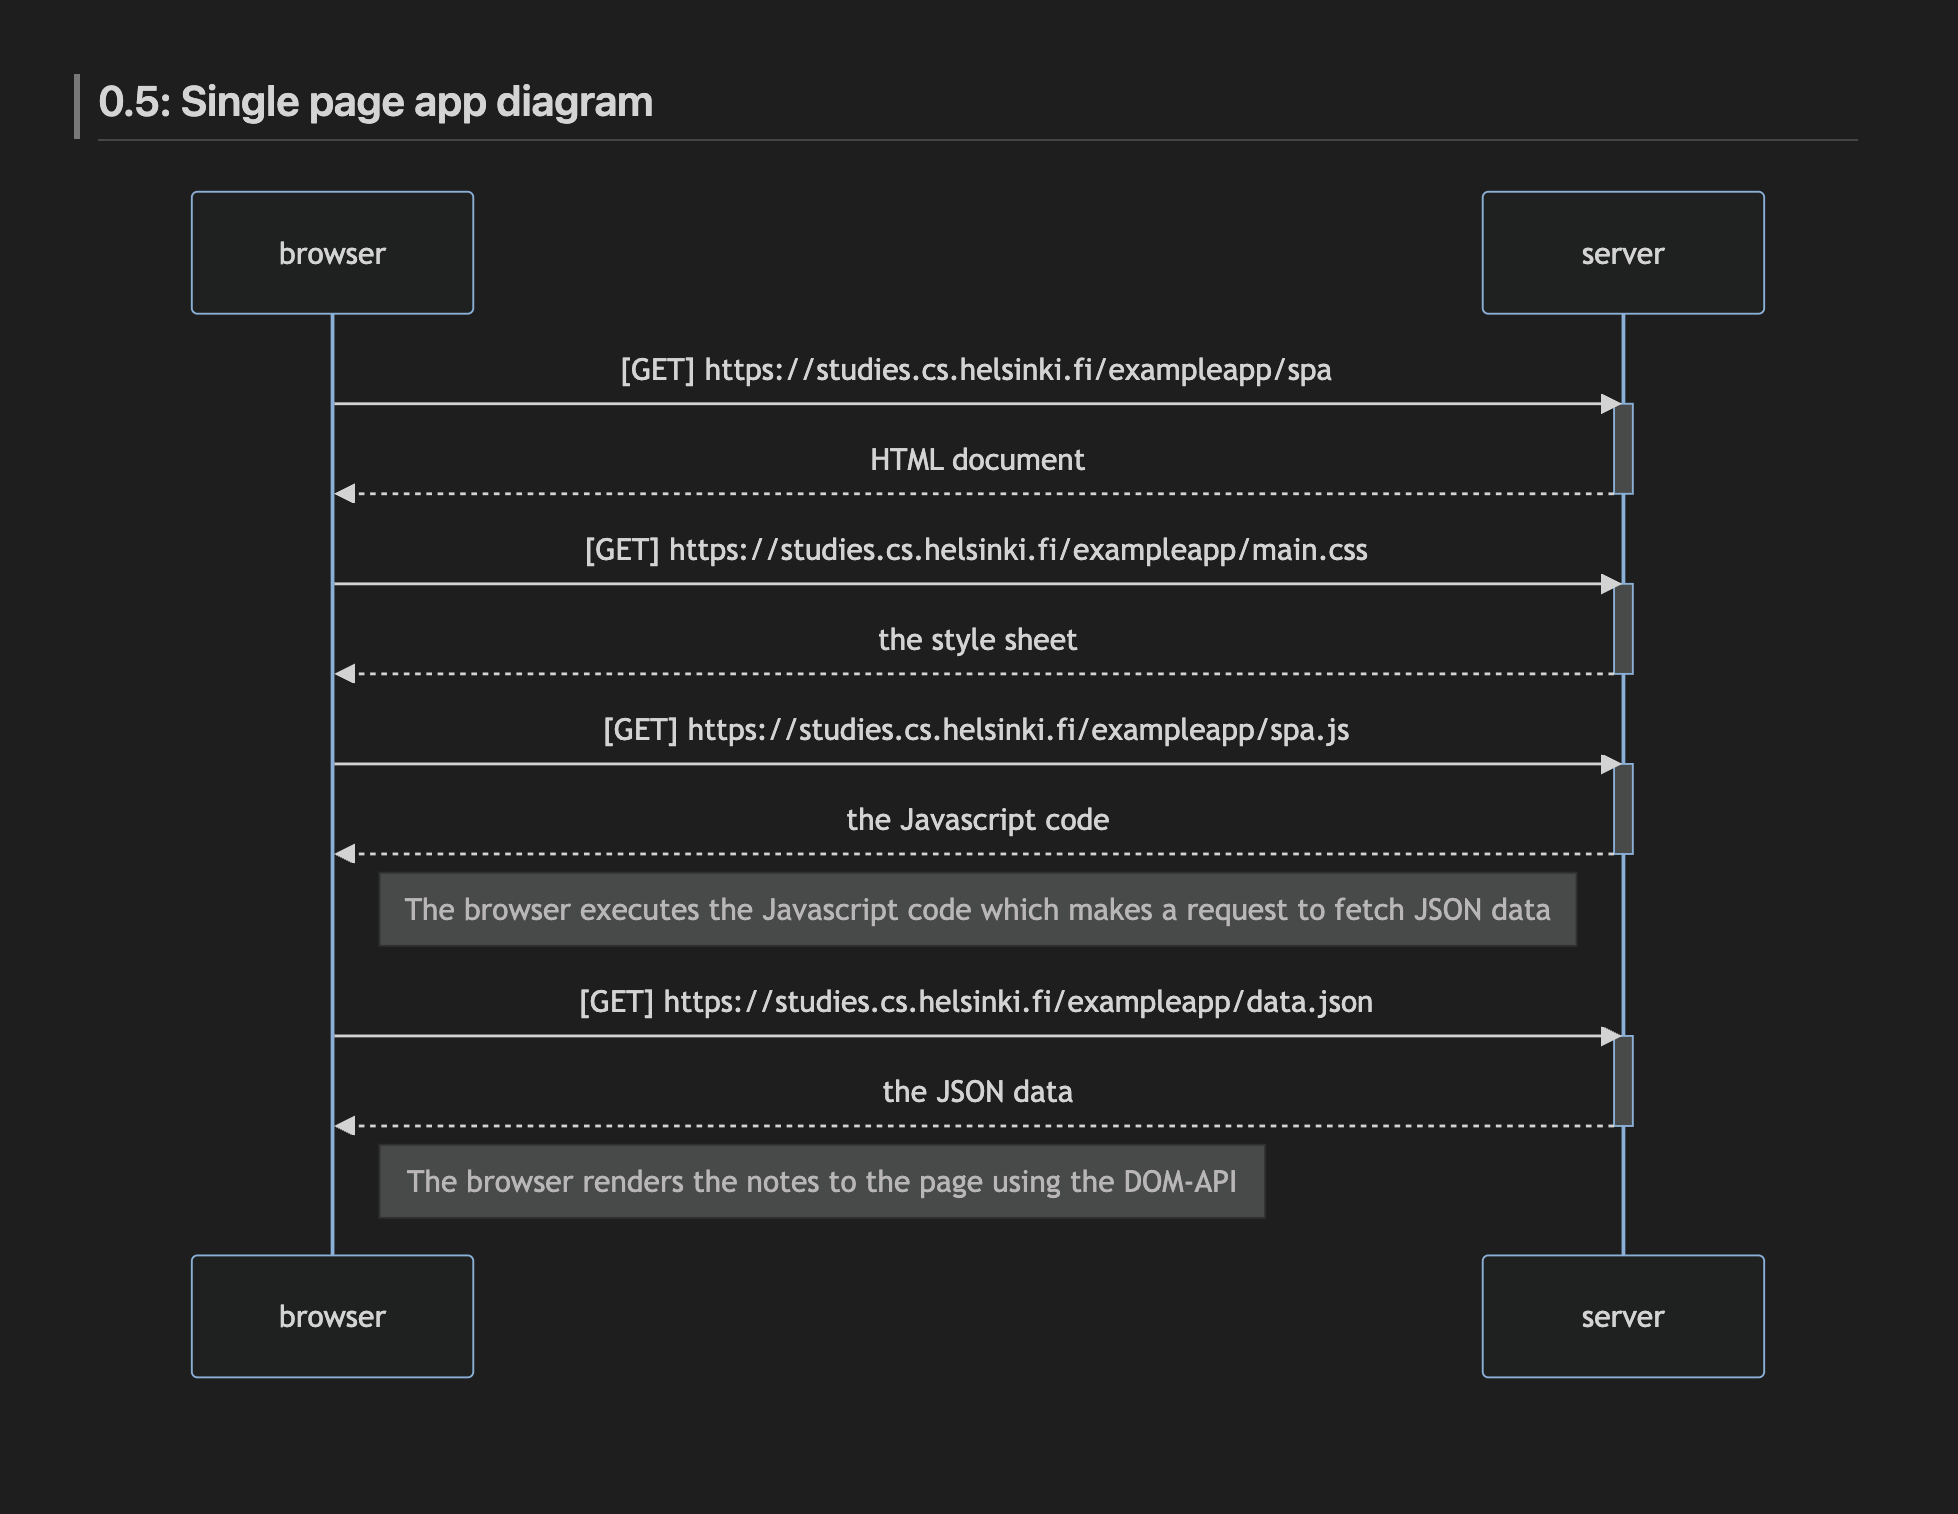 0.5: Single page app diagram
browser
server
[GET] https://studies.cs.helsinki.fi/exampleapp/spa
HTML document
[GET] https://studies.cs.helsinki.fi/exampleapp/main.css
the style sheet
[GET] https://studies.cs.helsinki.fi/exampleapp/spa.js
the Javascript code
The browser executes the Javascript code which makes a request to fetch JSON data
[GET] https://studies.cs.helsinki.fi/exampleapp/data.json
the JSON data
The browser renders the notes to the page using the DOM-API
browser
server